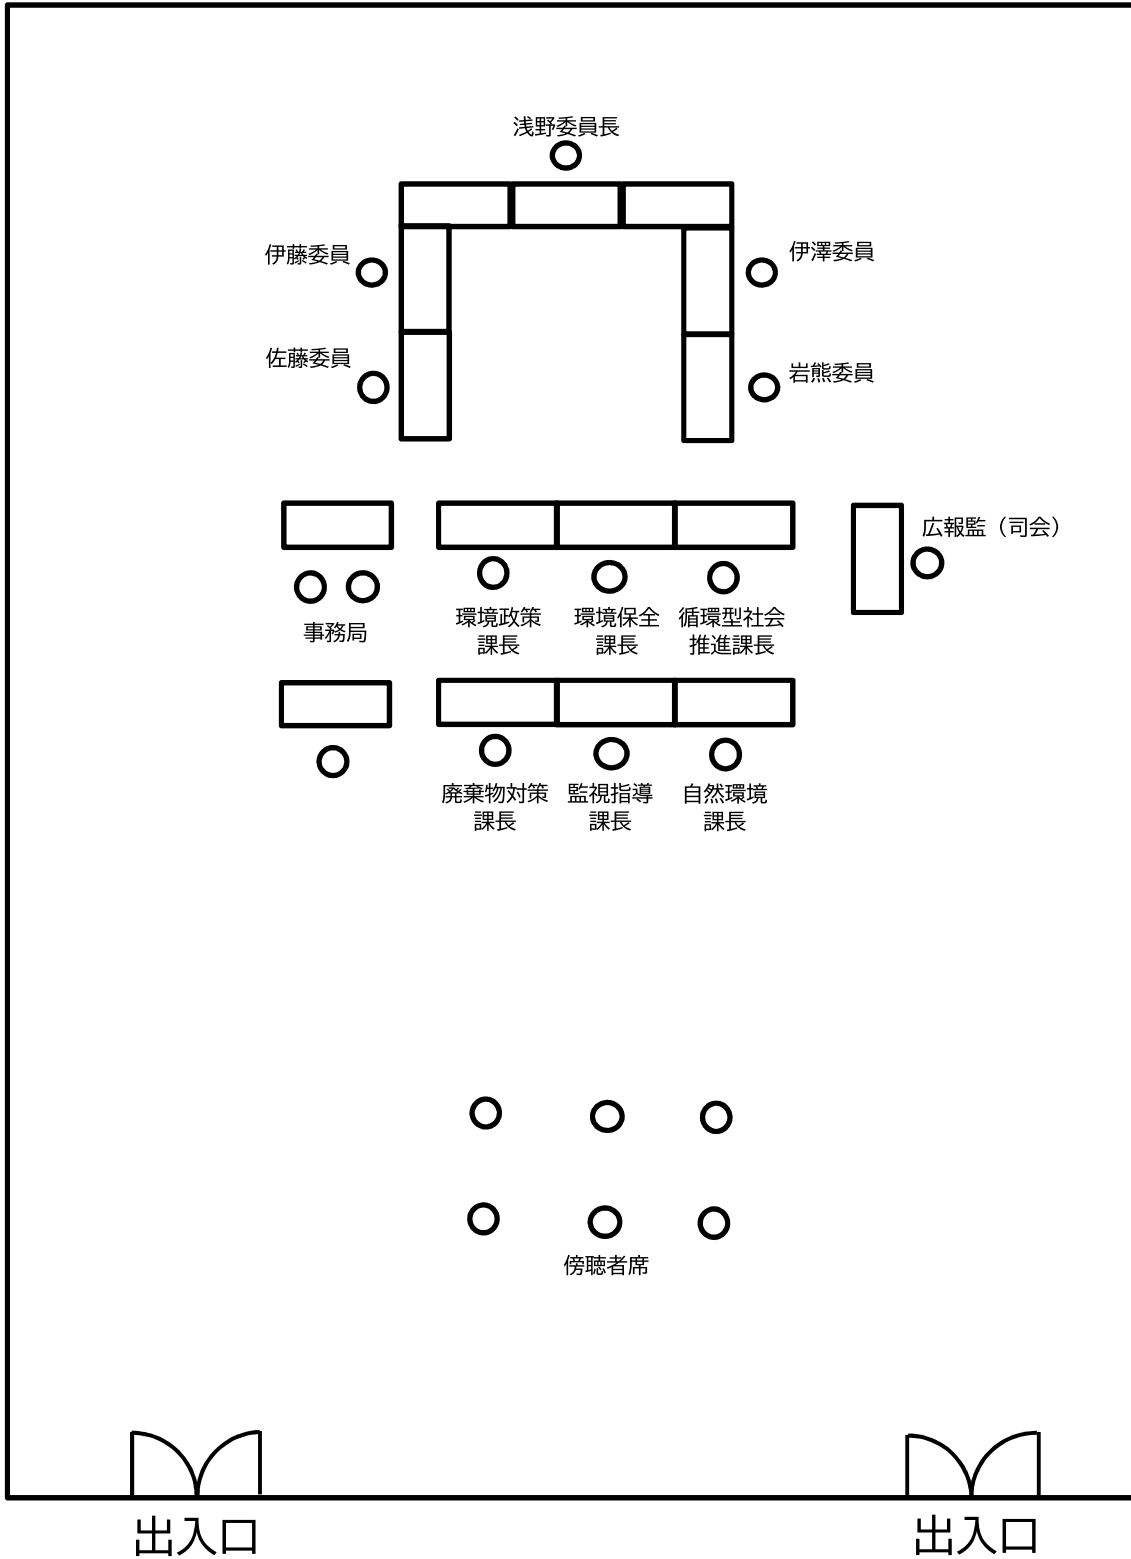 浅野委員長
伊藤委員
伊澤委員
佐藤委員
岩熊委員
広報監（司会）
事務局
環境政策
課長
環境保全
課長
循環型社会
推進課長
廃棄物対策
課長
監視指導
課長
自然環境
課長
傍聴者席
出入口
出入口